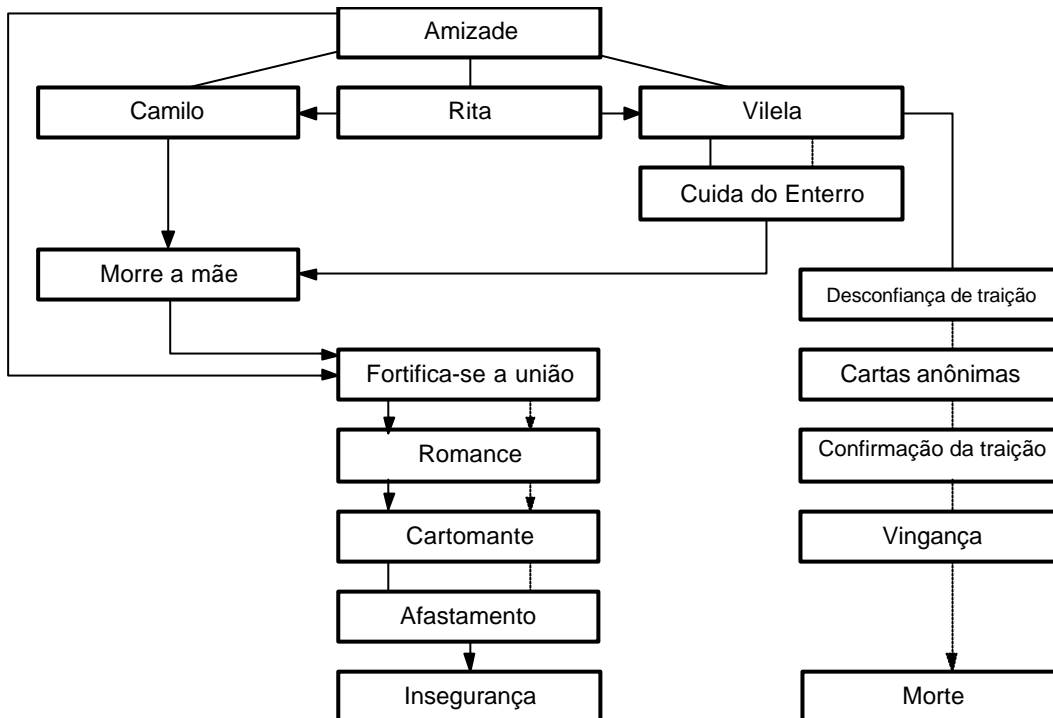 Amizade
Camilo
Rita
Vilela
Cuida do Enterro
Morre a mãe
Desconfiança de traição
Fortifica-se a união
Cartas anônimas
Romance
Confirmação da traição
Cartomante
Vingança
Afastamento
Insegurança
Morte